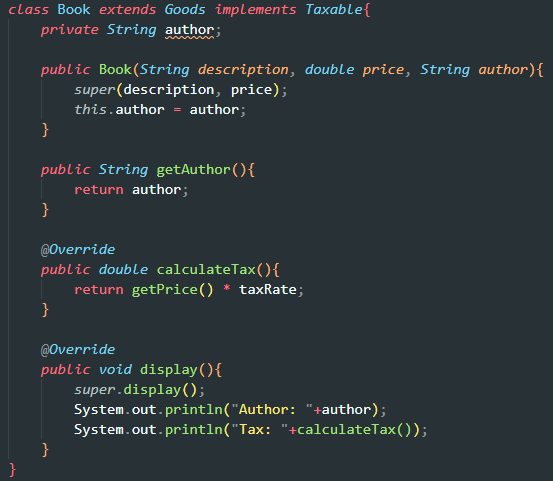 class Book extends Goods implements Taxable{
    private String author;

    public Book(String description, double price, String author){
        super(description, price);
        this.author = author;
    }

    public String getAuthor(){
        return author;
    }

    @Override
    public double calculateTax(){
        return getPrice() * taxRate;
    }

    @Override
    public void display(){
        super.display();
        System.out.println("Author: "+author);
        System.out.println("Tax: "+calculateTax());
    }
}